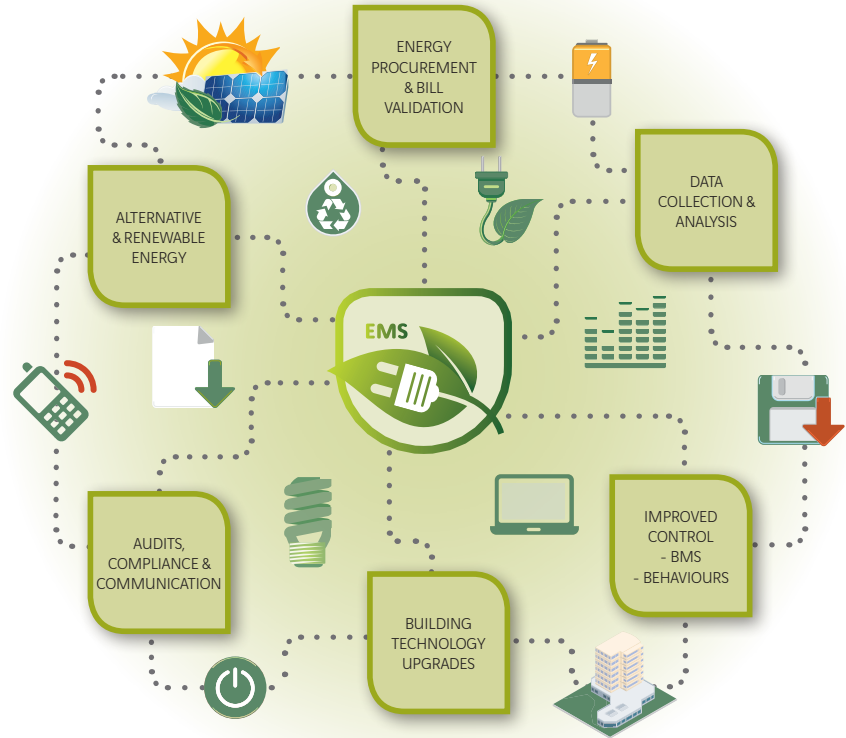 ENERGY
PROCUREMENT
& BILL
VALIDATION
DATA
COLLECTION &
ANALYSIS
ALTERNATIVE
& RENEWABLE
ENERGY
EMS
IMPROVED
CONTROL
- BMS
- BEHAVIOURS
AUDITS,
COMPLIANCE &
COMMUNICATION
BUILDING
TECHNOLOGY
UPGRADES